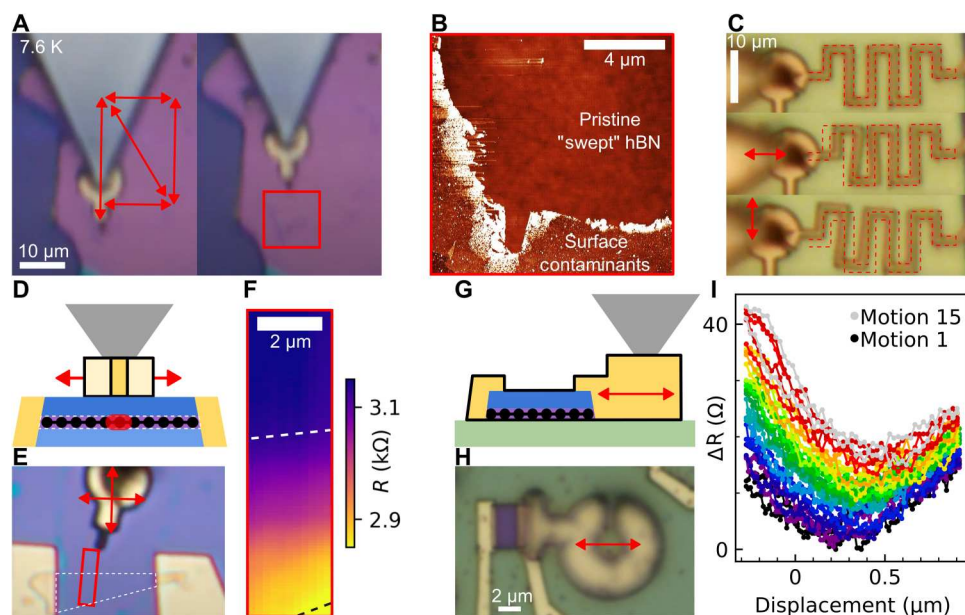 A
7.6 K
10 μm
B
4 μm
Pristine
"swept" hBN
Surface
contaminants
C
10 μm
D
E
F
2 μm
3.1
2.9
R (kΩ)
G
H
2 μm
I
40
0
ΔR (Ω)
Motion 15
Motion 1
0
0.5
Displacement (μm)